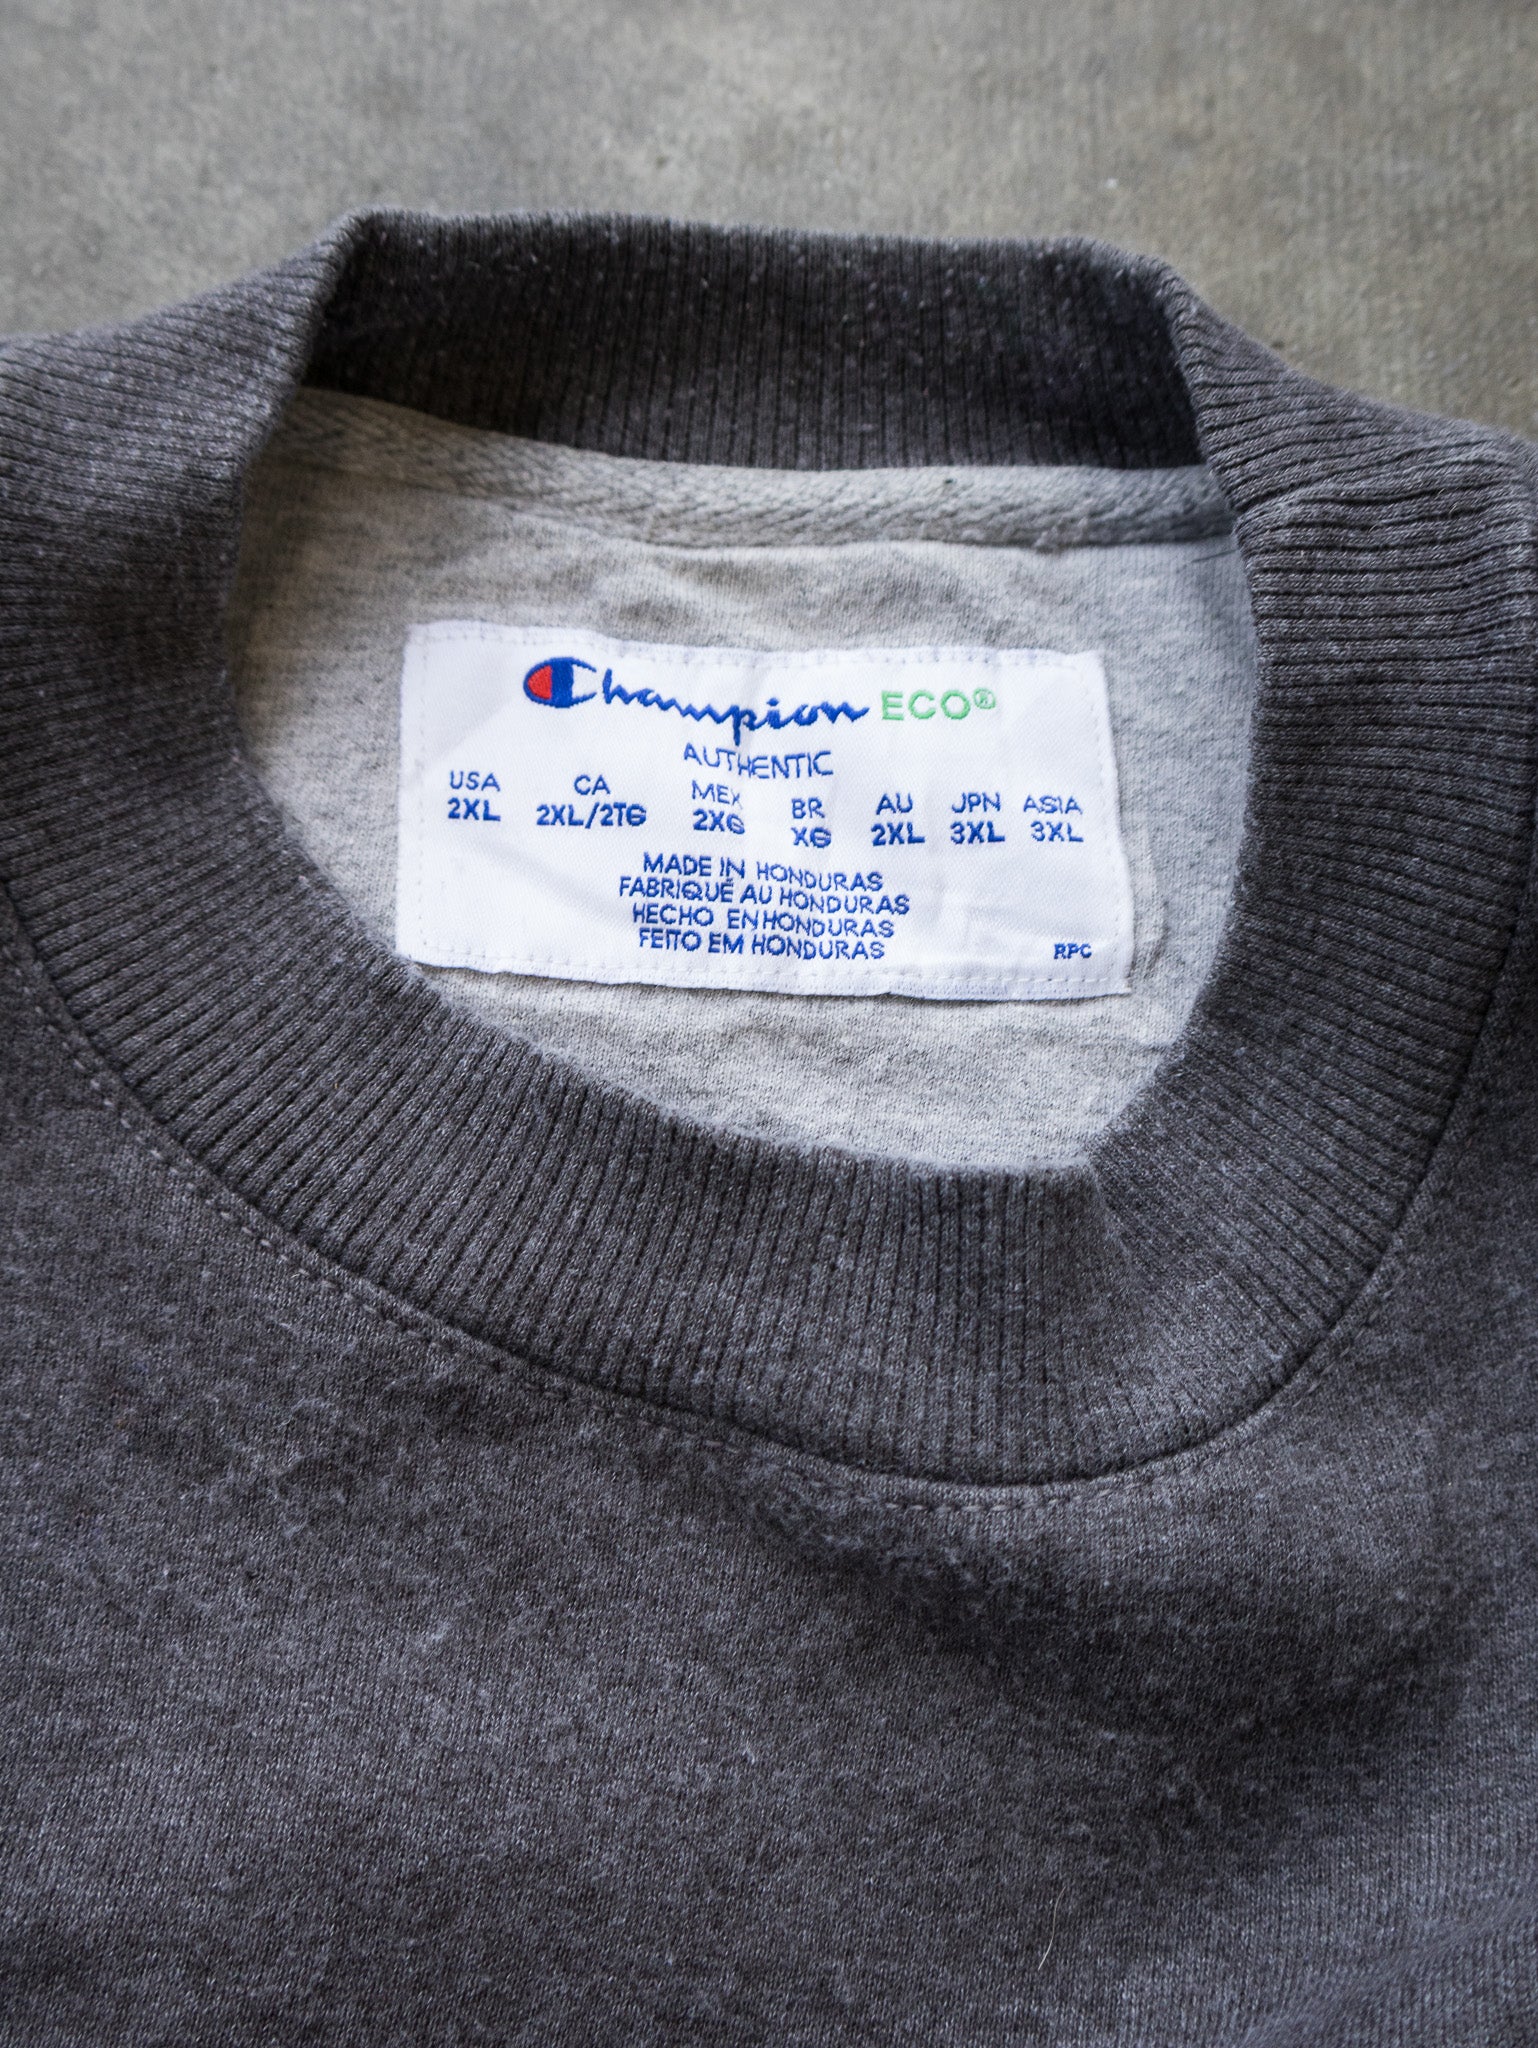 Champion ECO®
AUTHENTIC
USA CA MEX BR AU JPN ASIA
2XL 2XL/2TG 2XG XG 2XL 3XL 3XL
MADE IN HONDURAS
FABRIQUÉ AU HONDURAS
HECHO EN HONDURAS
FEITO EM HONDURAS
RPC